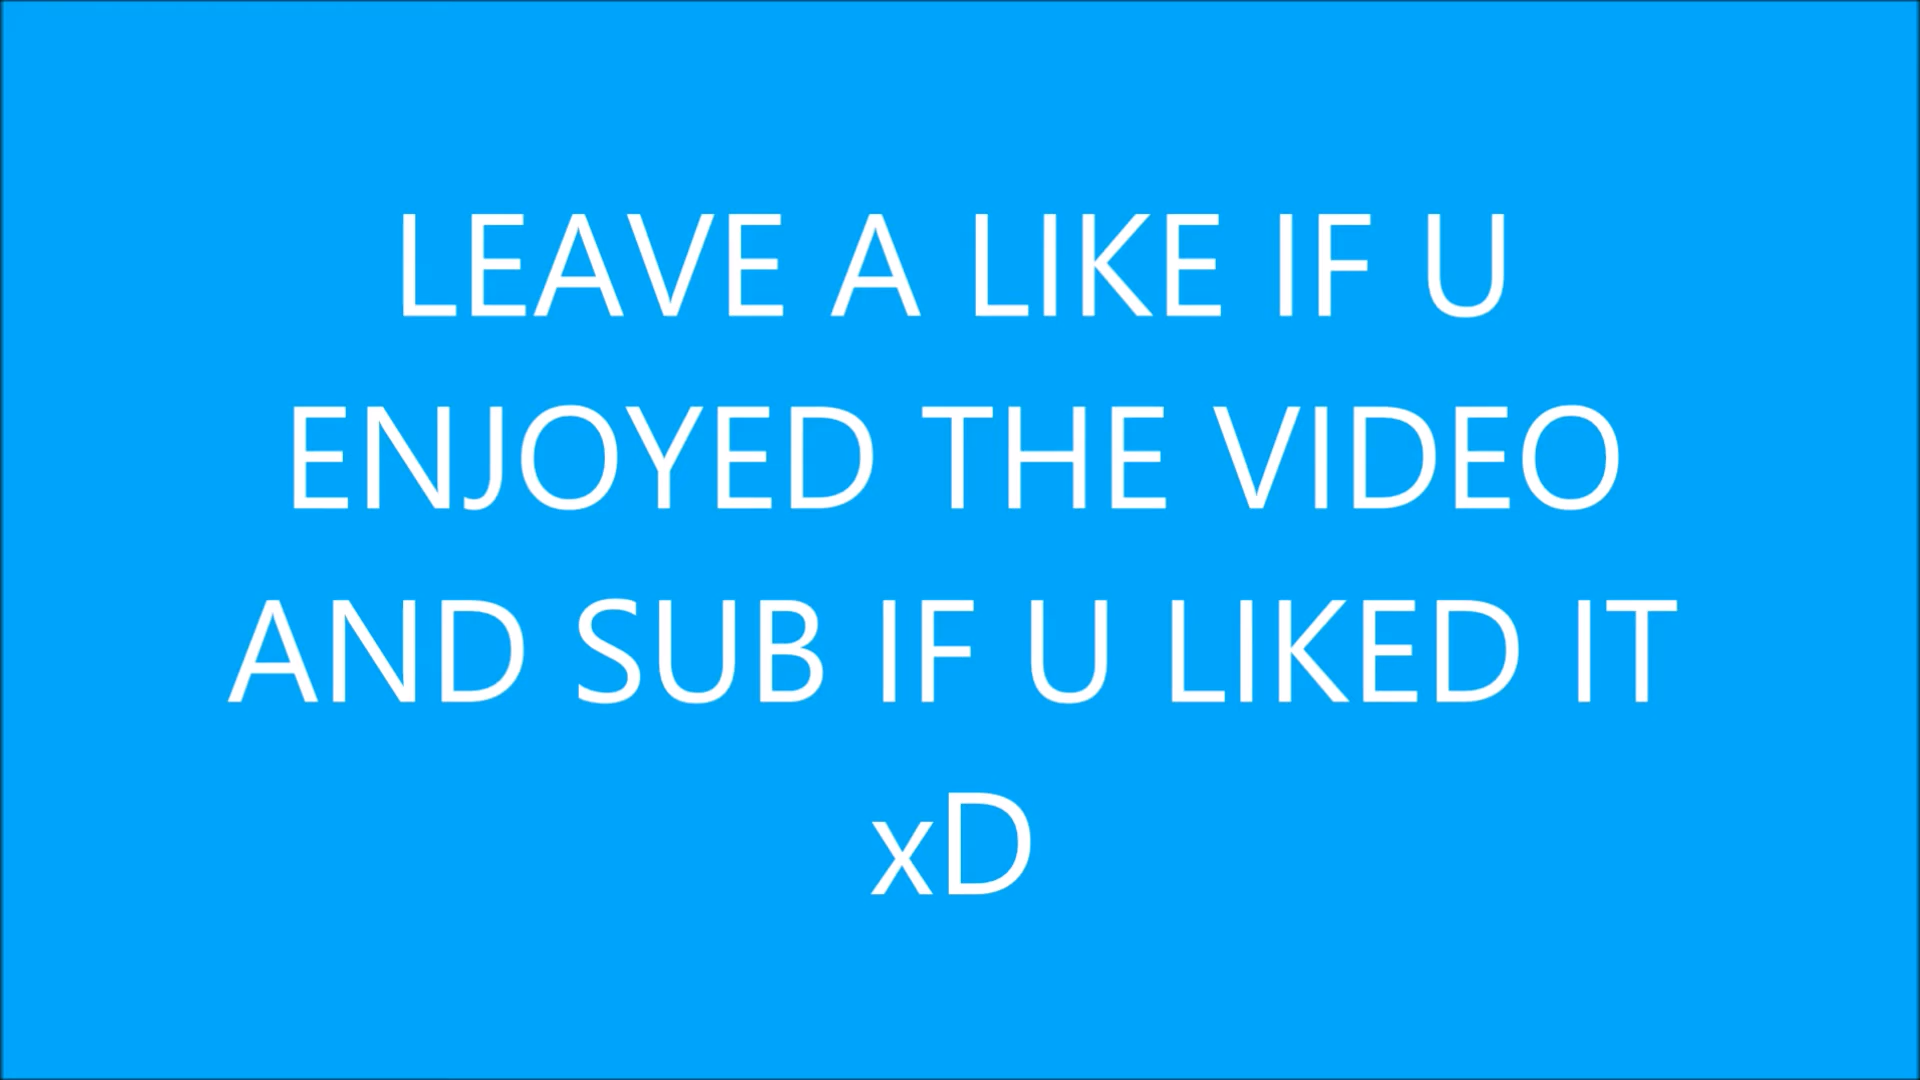 LEAVE A LIKE IF U
ENJOYED THE VIDEO
AND SUB IF U LIKED IT
xD